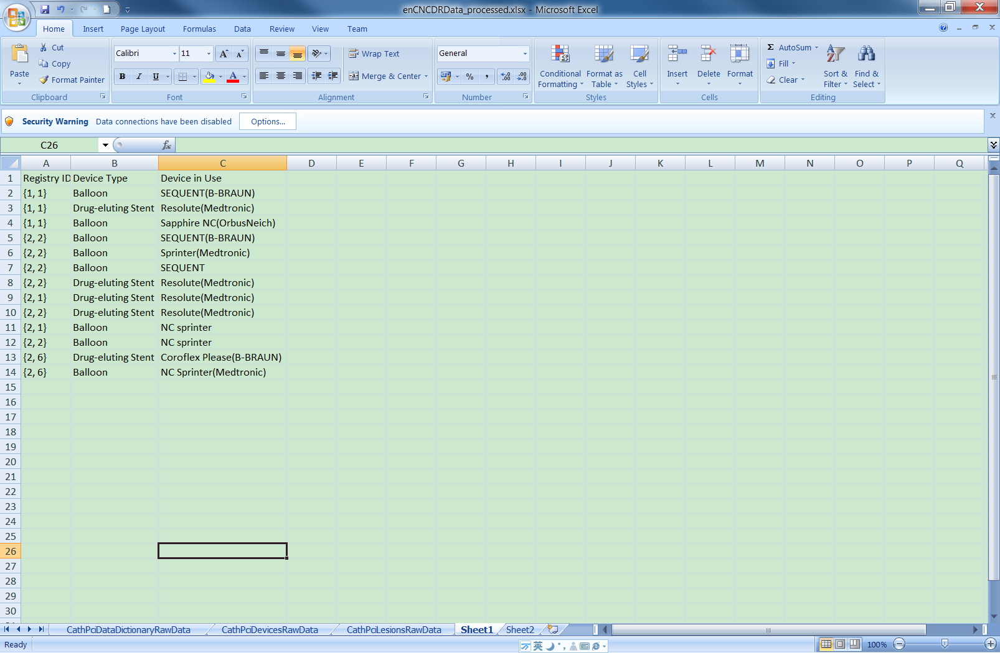 enCNCDRData_processed.xlsx - Microsoft Excel
Home Insert Page Layout Formulas Data Review View Team
Paste Cut Copy Format Painter Clipboard
Calibri 11 B I U A Font
Wrap Text Merge & Center Alignment
General % , Number
Conditional Formatting Format as Table Cell Styles Styles
Insert Delete Format Cells
Σ AutoSum Fill Clear Sort & Filter Find & Select Editing
Security Warning Data connections have been disabled Options...
C26 fx
A B C D E F G H I J K L M N O P Q
1 Registry ID Device Type Device in Use
2 {1, 1} Balloon SEQUENT(B-BRAUN)
3 {1, 1} Drug-eluting Stent Resolute(Medtronic)
4 {1, 1} Balloon Sapphire NC(OrbusNeich)
5 {2, 2} Balloon SEQUENT(B-BRAUN)
6 {2, 2} Balloon Sprinter(Medtronic)
7 {2, 2} Balloon SEQUENT
8 {2, 2} Drug-eluting Stent Resolute(Medtronic)
9 {2, 1} Drug-eluting Stent Resolute(Medtronic)
10 {2, 2} Drug-eluting Stent Resolute(Medtronic)
11 {2, 1} Balloon NC sprinter
12 {2, 2} Balloon NC sprinter
13 {2, 6} Drug-eluting Stent Coroflex Please(B-BRAUN)
14 {2, 6} Balloon NC Sprinter(Medtronic)
15
16
17
18
19
20
21
22
23
24
25
26
27
28
29
30
CathPciDataDictionaryRawData CathPciDevicesRawData CathPciLesionsRawData Sheet1 Sheet2
Ready 英 100%